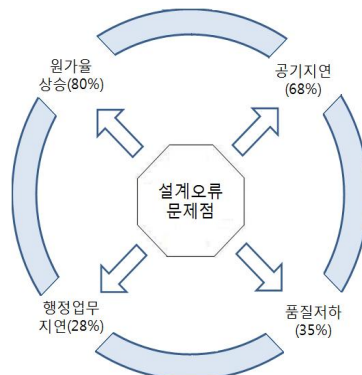 원가율
상승(80%)
공기지연
(68%)
설계오류
문제점
행정업무
지연(28%)
품질저하
(35%)